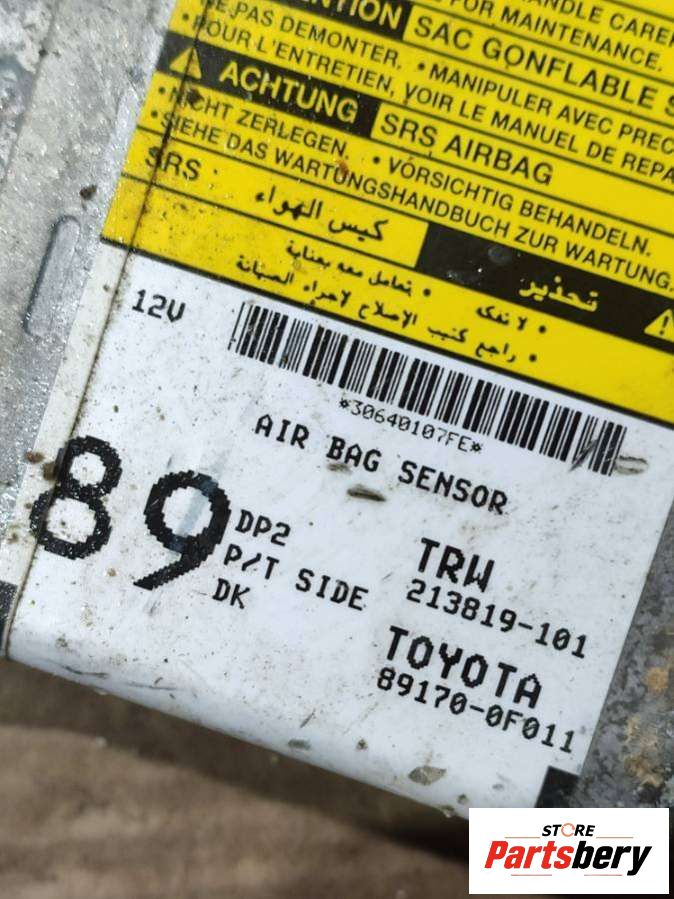 HANDLE CARE
FOR MAINTENANCE.
ENTION SAC GONFLABLE S
E PAS DEMONTER. • MANIPULER AVEC PREC
• POUR L'ENTRETIEN, VOIR LE MANUEL DE REPA
ACHTUNG SRS AIRBAG
• NICHT ZERLEGEN. • VORSICHTIG BEHANDELN.
• SIEHE DAS WARTUNGSHANDBUCH ZUR WARTUNG.
SRS كيس الهواء تحذير
• لا تفكه • تعامل معه بعناية
• راجع كتيب الإصلاح لإجراء الصيانة
12V
*30640107FE*
AIR BAG SENSOR
89
DP2
P/T SIDE
DK
TRW
213819-101
TOYOTA
89170-0F011
STORE
Partsbery